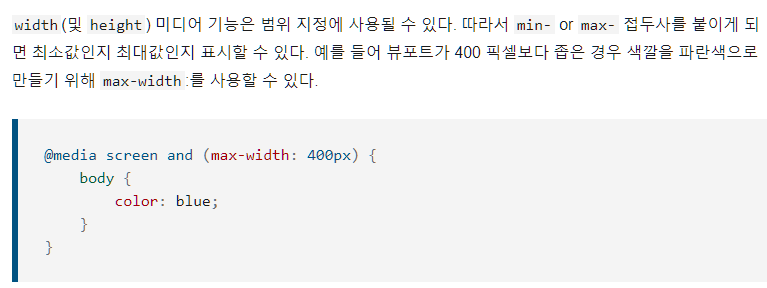 width(및 height) 미디어 기능은 범위 지정에 사용될 수 있다. 따라서 min- or max- 접두사를 붙이게 되
면 최소값인지 최대값인지 표시할 수 있다. 예를 들어 뷰포트가 400 픽셀보다 좁은 경우 색깔을 파란색으로
만들기 위해 max-width:를 사용할 수 있다.
@media screen and (max-width: 400px) {
    body {
        color: blue;
    }
}